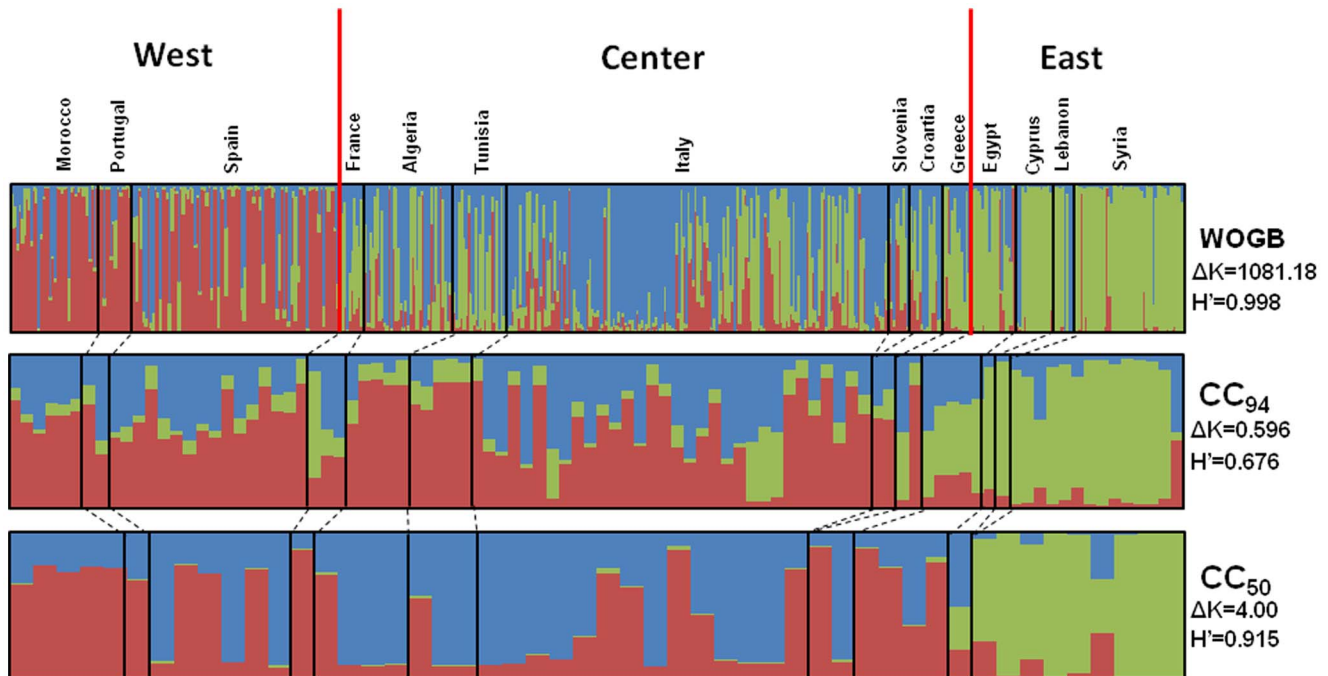 West
Center
East
Morocco
Portugal
Spain
France
Algeria
Tunisia
Italy
Slovenia
Croartia
Greece
Egypt
Cyprus
Lebanon
Syria
WOGB
ΔK=1081.18
H'=0.998
CC94
ΔK=0.596
H'=0.676
CC50
ΔK=4.00
H'=0.915